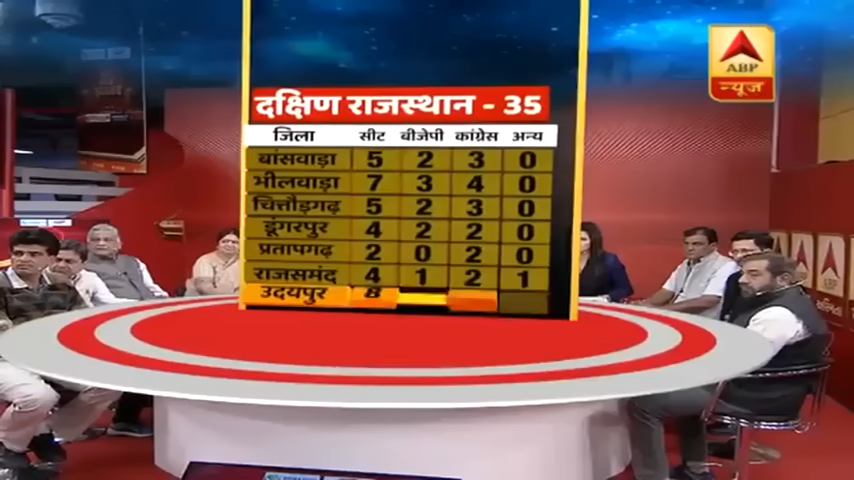 ABP
न्यूज़
दक्षिण राजस्थान - 35
जिला सीट बीजेपी कांग्रेस अन्य
बांसवाड़ा 5 2 3 0
भीलवाड़ा 7 3 4 0
चित्तौड़गढ़ 5 2 3 0
डूंगरपुर 4 2 2 0
प्रतापगढ़ 2 0 2 0
राजसमंद 4 1 2 1
उदयपुर 8